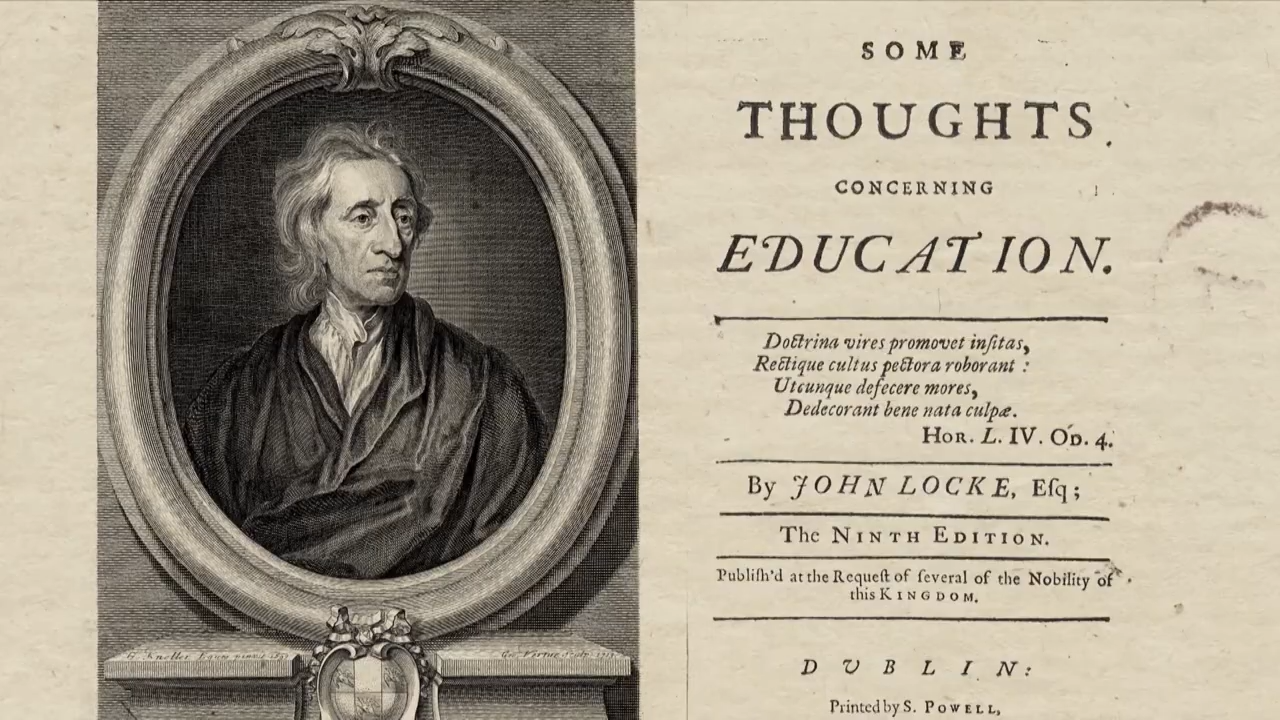 SOME
THOUGHTS
CONCERNING
EDUCATION.
Doctrina vires promovet inſitas,
Rectique cultus pectora roborant :
Utcunque defecere mores,
Dedecorant bene nata culpæ.
HOR. L. IV. OD. 4.
By JOHN LOCKE, Eſq;
The NINTH EDITION.
Publiſh'd at the Requeſt of ſeveral of the Nobility of
this KINGDOM.
DUBLIN:
Printed by S. POWELL,